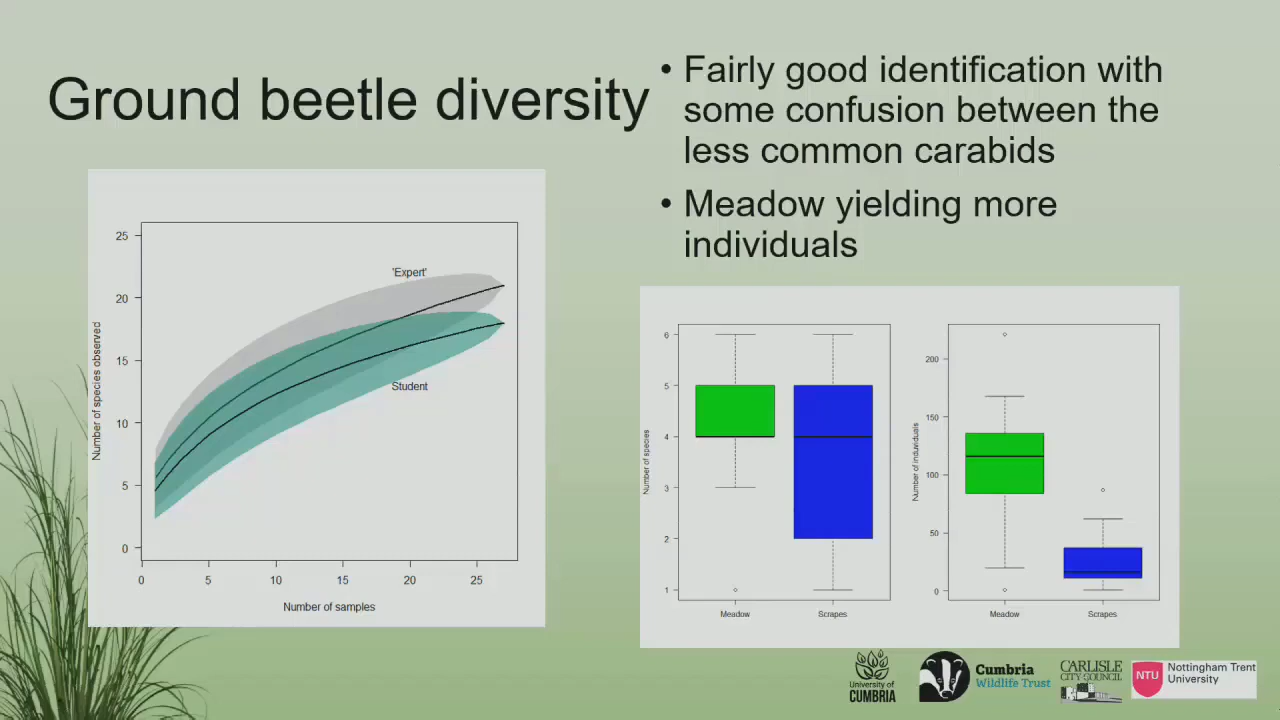 Ground beetle diversity
• Fairly good identification with
some confusion between the
less common carabids
• Meadow yielding more
individuals
Number of species observed
25
20
15
10
5
0
'Expert'
Student
0 5 10 15 20 25
Number of samples
Number of species
6
5
4
3
2
1
Meadow Scrapes
Number of individuals
200
150
100
50
0
Meadow Scrapes
University of
CUMBRIA
Cumbria
Wildlife Trust
CARLISLE
CITY COUNCIL
NTU
Nottingham Trent
University